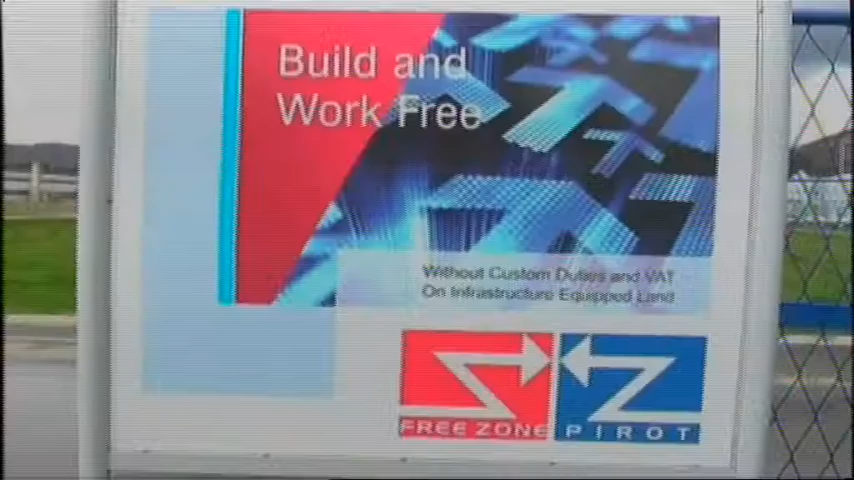 Build and
Work Free
Without Custom Duties and VAT
On Infrastructure Equipped Land
FREE ZONE PIROT